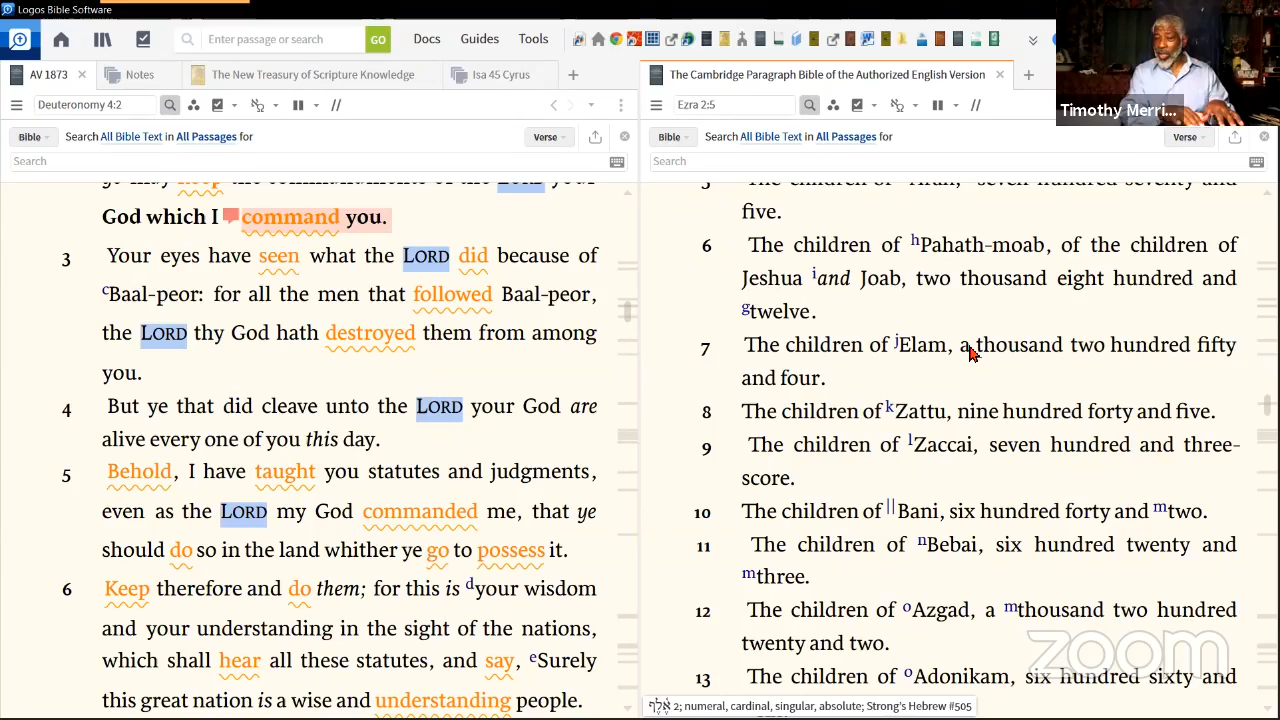 Logos Bible Software
Enter passage or search
GO
Docs
Guides
Tools
AV 1873
Notes
The New Treasury of Scripture Knowledge
Isa 45 Cyrus
The Cambridge Paragraph Bible of the Authorized English Version
Timothy Merri...
Deuteronomy 4:2
Bible
Search All Bible Text in All Passages for
Verse
Search
God which I command you.
3 Your eyes have seen what the LORD did because of
cBaal-peor: for all the men that followed Baal-peor,
the LORD thy God hath destroyed them from among
you.
4 But ye that did cleave unto the LORD your God are
alive every one of you this day.
5 Behold, I have taught you statutes and judgments,
even as the LORD my God commanded me, that ye
should do so in the land whither ye go to possess it.
6 Keep therefore and do them; for this is dyour wisdom
and your understanding in the sight of the nations,
which shall hear all these statutes, and say, eSurely
this great nation is a wise and understanding people.
Ezra 2:5
Bible
Search All Bible Text in All Passages for
Verse
Search
five.
6 The children of hPahath-moab, of the children of
Jeshua iand Joab, two thousand eight hundred and
gtwelve.
7 The children of jElam, a thousand two hundred fifty
and four.
8 The children of kZattu, nine hundred forty and five.
9 The children of lZaccai, seven hundred and three-
score.
10 The children of ||Bani, six hundred forty and mtwo.
11 The children of nBebai, six hundred twenty and
mthree.
12 The children of oAzgad, a mthousand two hundred
twenty and two.
13 The children of oAdonikam, six hundred sixty and
אֶ֫לֶף 2; numeral, cardinal, singular, absolute; Strong's Hebrew #505
zoom